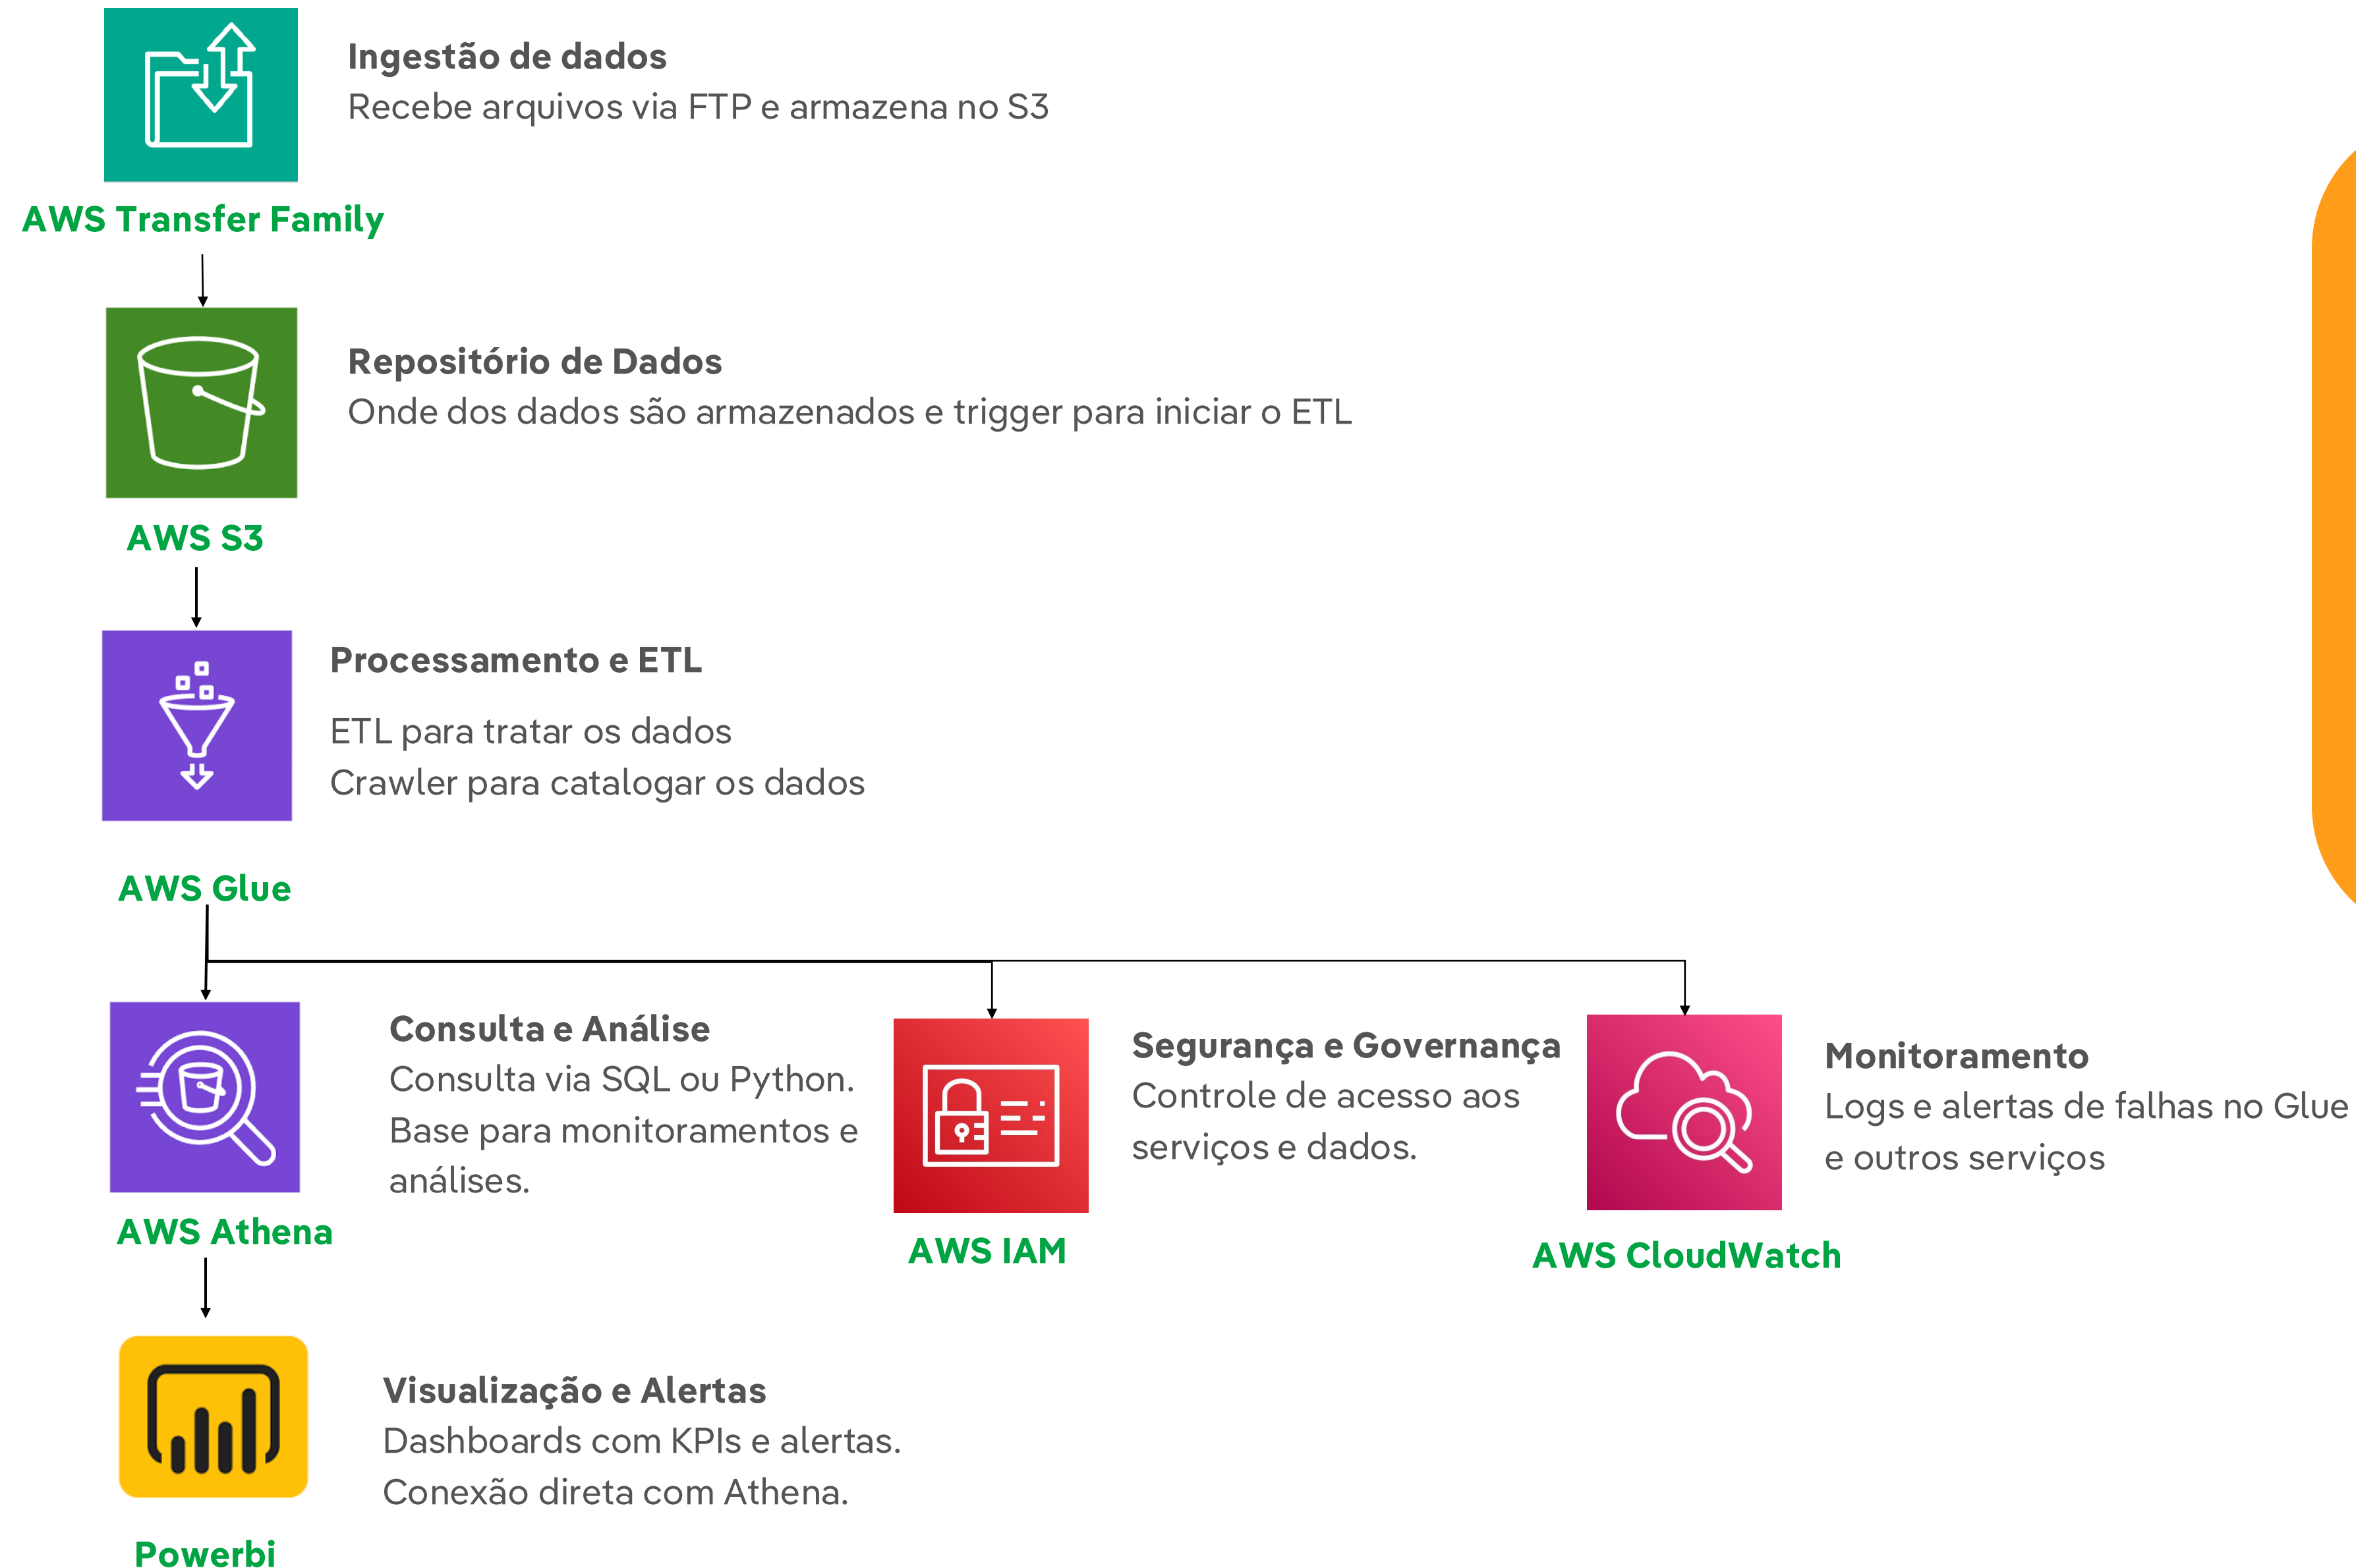 Ingestão de dados
Recebe arquivos via FTP e armazena no S3
AWS Transfer Family
Repositório de Dados
Onde dos dados são armazenados e trigger para iniciar o ETL
AWS S3
Processamento e ETL
ETL para tratar os dados
Crawler para catalogar os dados
AWS Glue
Consulta e Análise
Consulta via SQL ou Python.
Base para monitoramentos e
análises.
AWS Athena
Segurança e Governança
Controle de acesso aos
serviços e dados.
AWS IAM
Monitoramento
Logs e alertas de falhas no Glue
e outros serviços
AWS CloudWatch
Visualização e Alertas
Dashboards com KPIs e alertas.
Conexão direta com Athena.
Powerbi